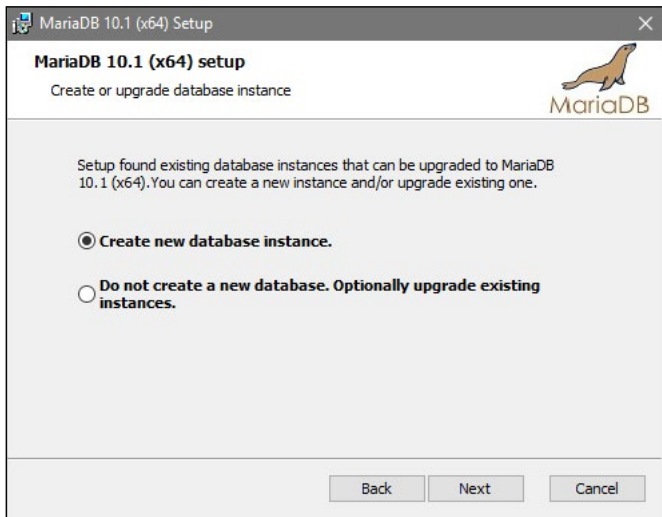 MariaDB 10.1 (x64) Setup
MariaDB 10.1 (x64) setup
Create or upgrade database instance
MariaDB
Setup found existing database instances that can be upgraded to MariaDB
10.1 (x64).You can create a new instance and/or upgrade existing one.
Create new database instance.
Do not create a new database. Optionally upgrade existing
instances.
Back
Next
Cancel